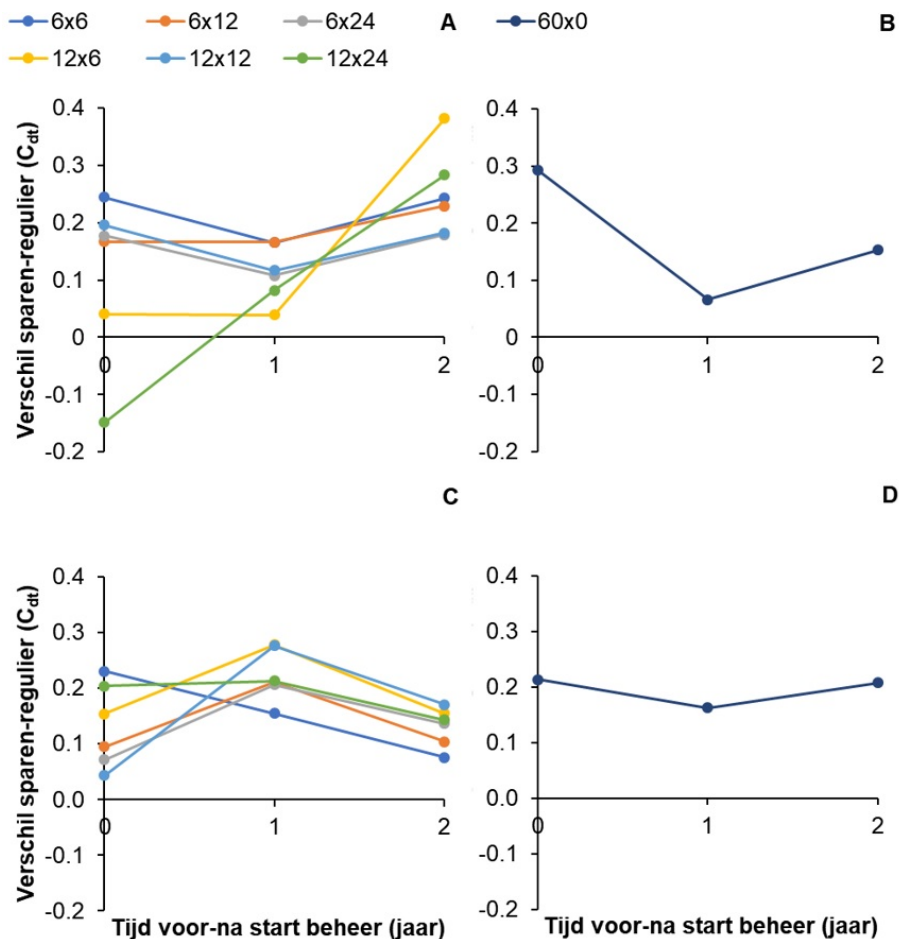 6x6 6x12 6x24 A
12x6 12x12 12x24
60x0 B
Verschil sparen-regulier (Cdt)
0.4
0.3
0.2
0.1
0
-0.1
-0.2
0 1 2
0.4
0.3
0.2
0.1
0
-0.1
-0.2
0 1 2
C
Verschil sparen-regulier (Cdt)
0.4
0.3
0.2
0.1
0.0
-0.1
-0.2
0 1 2
Tijd voor-na start beheer (jaar)
D
0.4
0.3
0.2
0.1
0.0
-0.1
-0.2
0 1 2
Tijd voor-na start beheer (jaar)